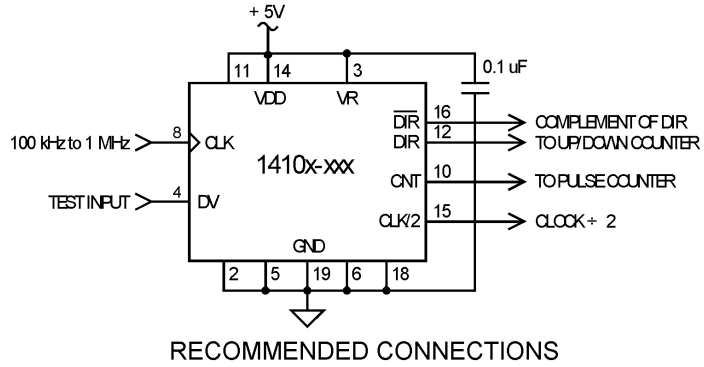 + 5V
11 14 3
0.1 uF
VDD VR
DIR 16 COMPLEMENT OF DIR
DIR 12 TO UP/DOWN COUNTER
100 kHz to 1 MHz 8 CLK
1410x-xxx
CNT 10 TO PULSE COUNTER
TEST INPUT 4 DV
CLK/2 15 CLOCK ÷ 2
GND
2 5 19 6 18
RECOMMENDED CONNECTIONS